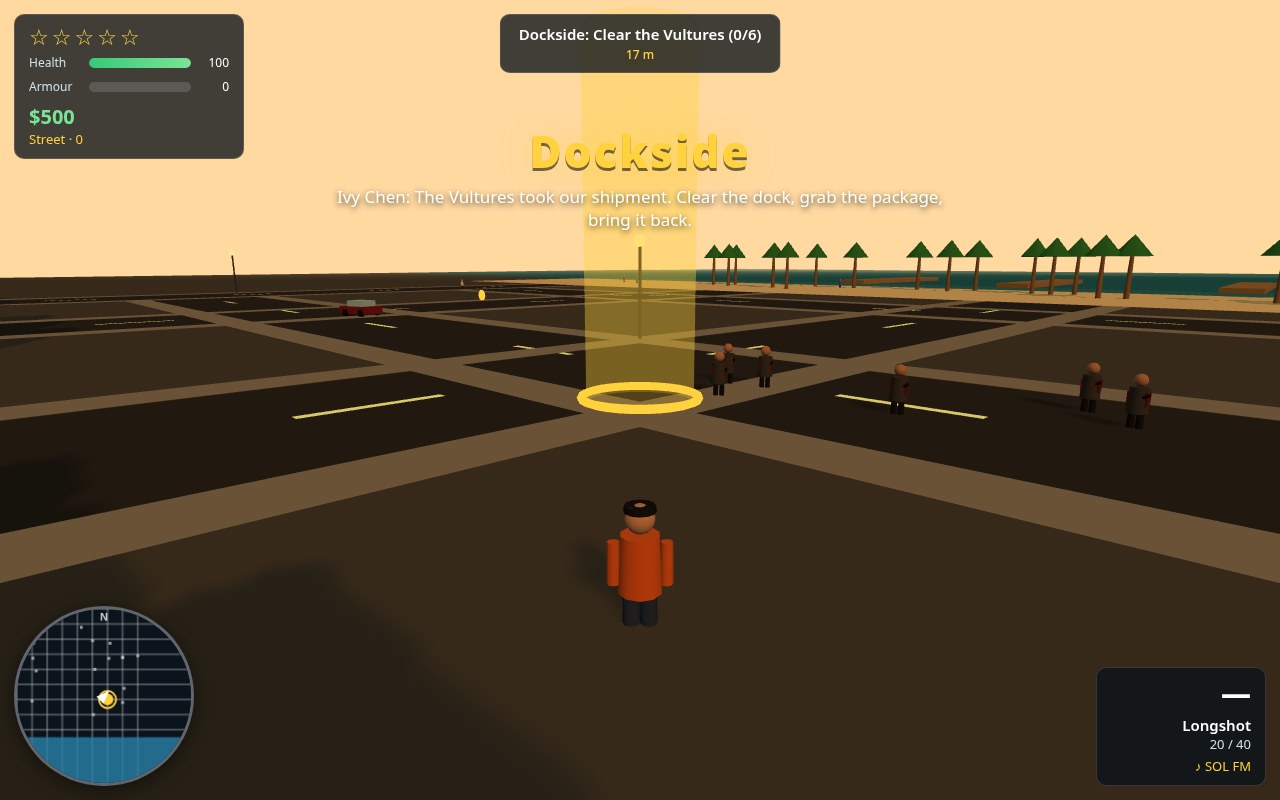 ☆☆☆☆☆
Health 100
Armour 0
$500
Street · 0
Dockside: Clear the Vultures (0/6)
17 m
Dockside
Ivy Chen: The Vultures took our shipment. Clear the dock, grab the package,
bring it back.
N
Longshot
20 / 40
♪ SOL FM